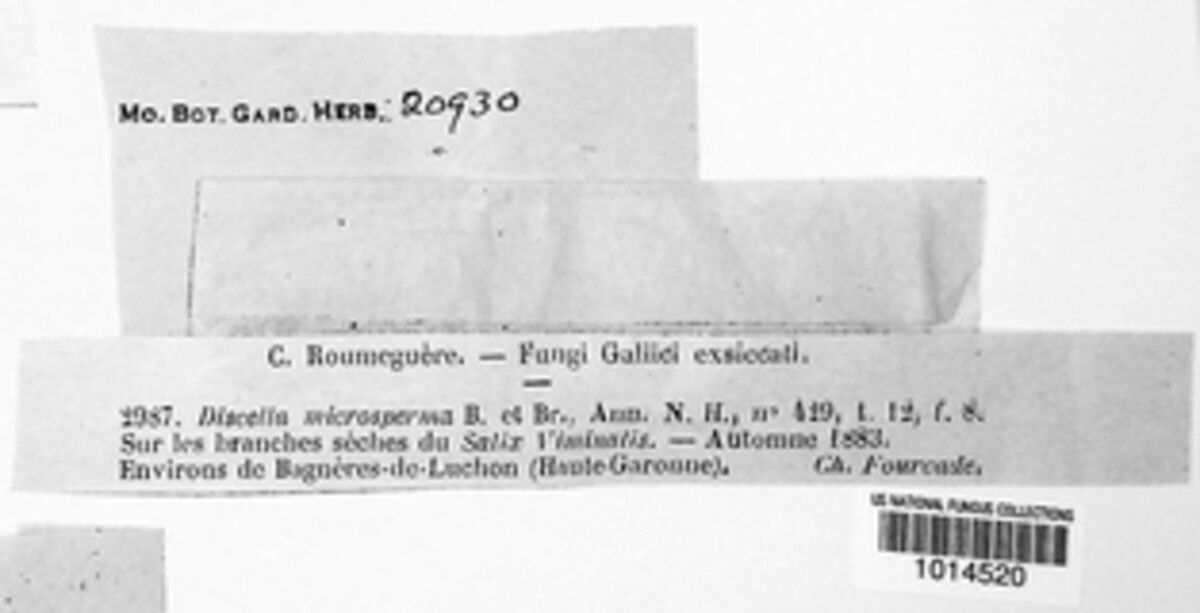 MO. BOT. GARD. HERB. 20930
C. Roumeguère. — Fungi Gallici exsiccati.
2987. Discella microsperma B. et Br., Ann. N. H., nº 419, t. 12, f. 8.
Sur les branches sèches du Salix Viminalis. — Automne 1883.
Environs de Bagnères-de-Luchon (Haute Garonne). Ch. Fourcade.
US NATIONAL FUNGUS COLLECTIONS
1014520